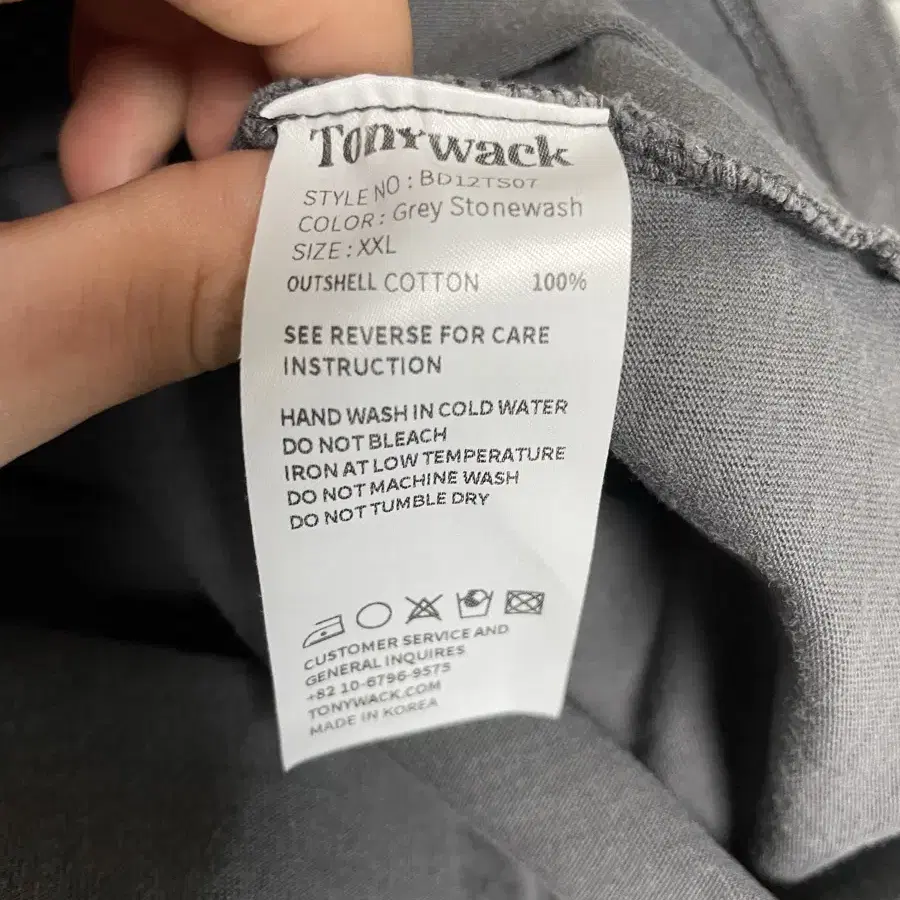 Tonywack
STYLE NO : BD12TS07
COLOR : Grey Stonewash
SIZE : XXL
OUTSHELL COTTON 100%
SEE REVERSE FOR CARE
INSTRUCTION
HAND WASH IN COLD WATER
DO NOT BLEACH
IRON AT LOW TEMPERATURE
DO NOT MACHINE WASH
DO NOT TUMBLE DRY
CUSTOMER SERVICE AND
GENERAL INQUIRES
+82 10-6796-9575
TONYWACK.COM
MADE IN KOREA